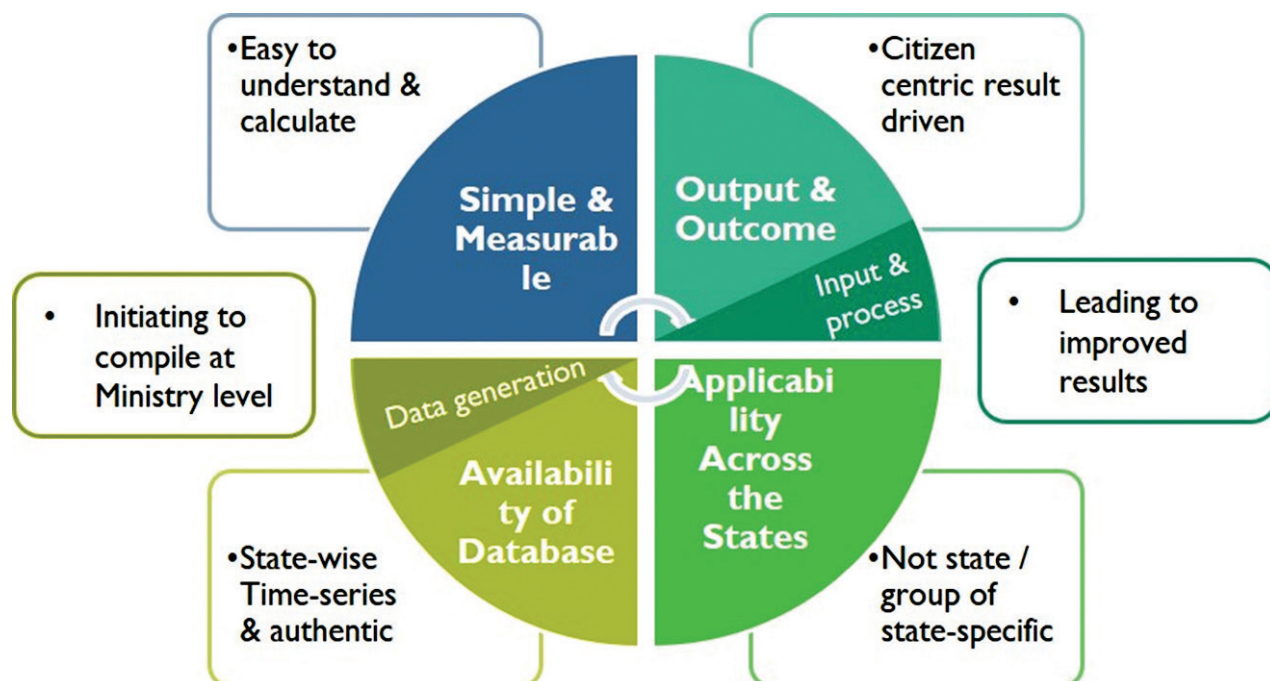 •Easy to
understand &
calculate
Simple &
Measurab
le
•Citizen
centric result
driven
Output &
Outcome
Input &
process
• Initiating to
compile at
Ministry level
• Leading to
improved
results
Data generation
Availabili
ty of
Database
Applicabi
lity
Across
the
States
•State-wise
Time-series
& authentic
•Not state /
group of
state-specific